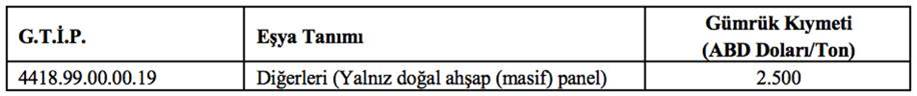 G.T.İ.P. Eşya Tanımı Gümrük Kıymeti
(ABD Doları/Ton)
4418.99.00.00.19 Diğerleri (Yalnız doğal ahşap (masif) panel) 2.500